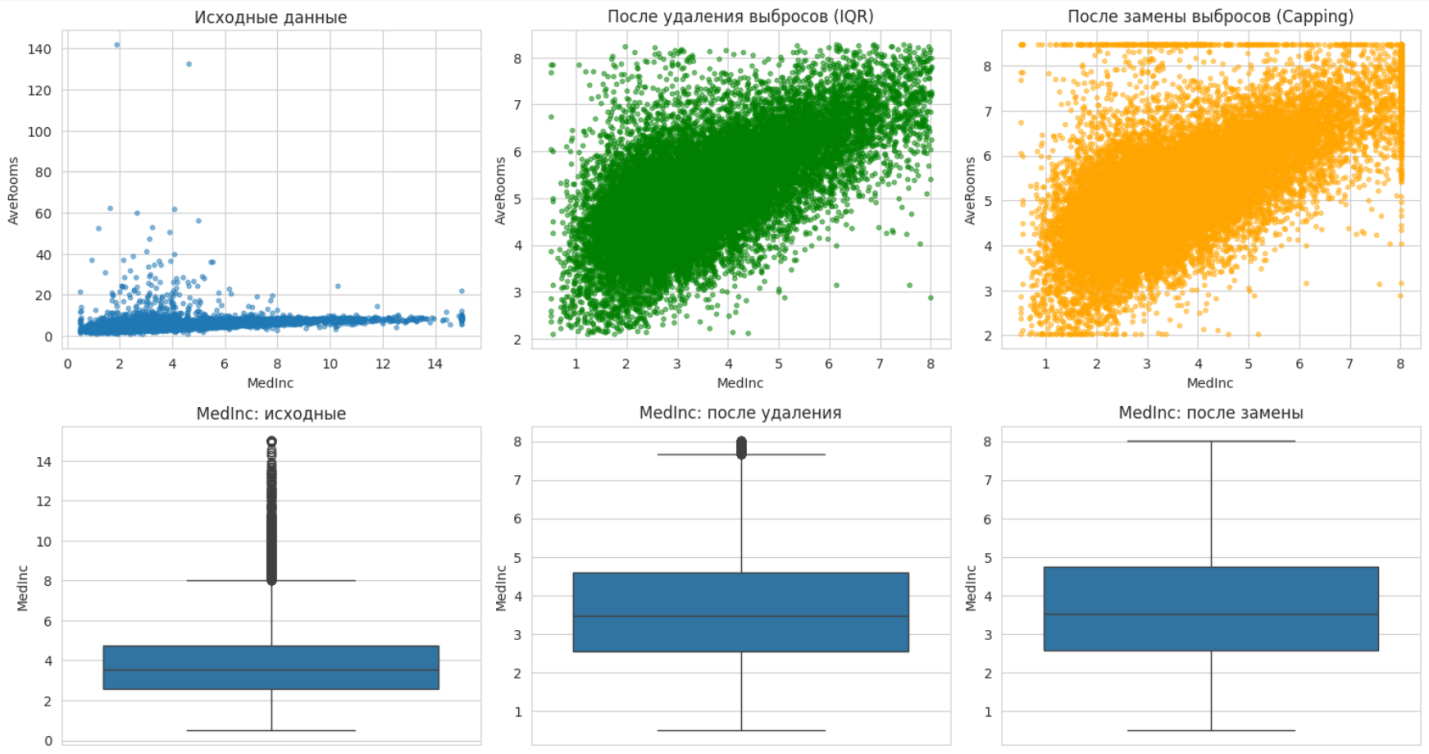 Исходные данные
После удаления выбросов (IQR)
После замены выбросов (Capping)
AveRooms
140
120
100
80
60
40
20
0
0 2 4 6 8 10 12 14
MedInc
AveRooms
8
7
6
5
4
3
2
1 2 3 4 5 6 7 8
MedInc
AveRooms
8
7
6
5
4
3
2
1 2 3 4 5 6 7 8
MedInc
MedInc: исходные
MedInc: после удаления
MedInc: после замены
MedInc
14
12
10
8
6
4
2
0
MedInc
8
7
6
5
4
3
2
1
MedInc
8
7
6
5
4
3
2
1